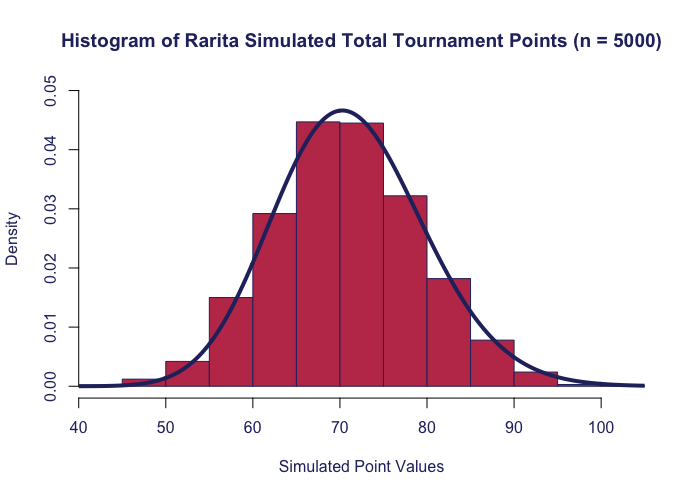 Histogram of Rarita Simulated Total Tournament Points (n = 5000)
0.05
0.04
0.03
0.02
0.01
0.00
Density
40 50 60 70 80 90 100
Simulated Point Values